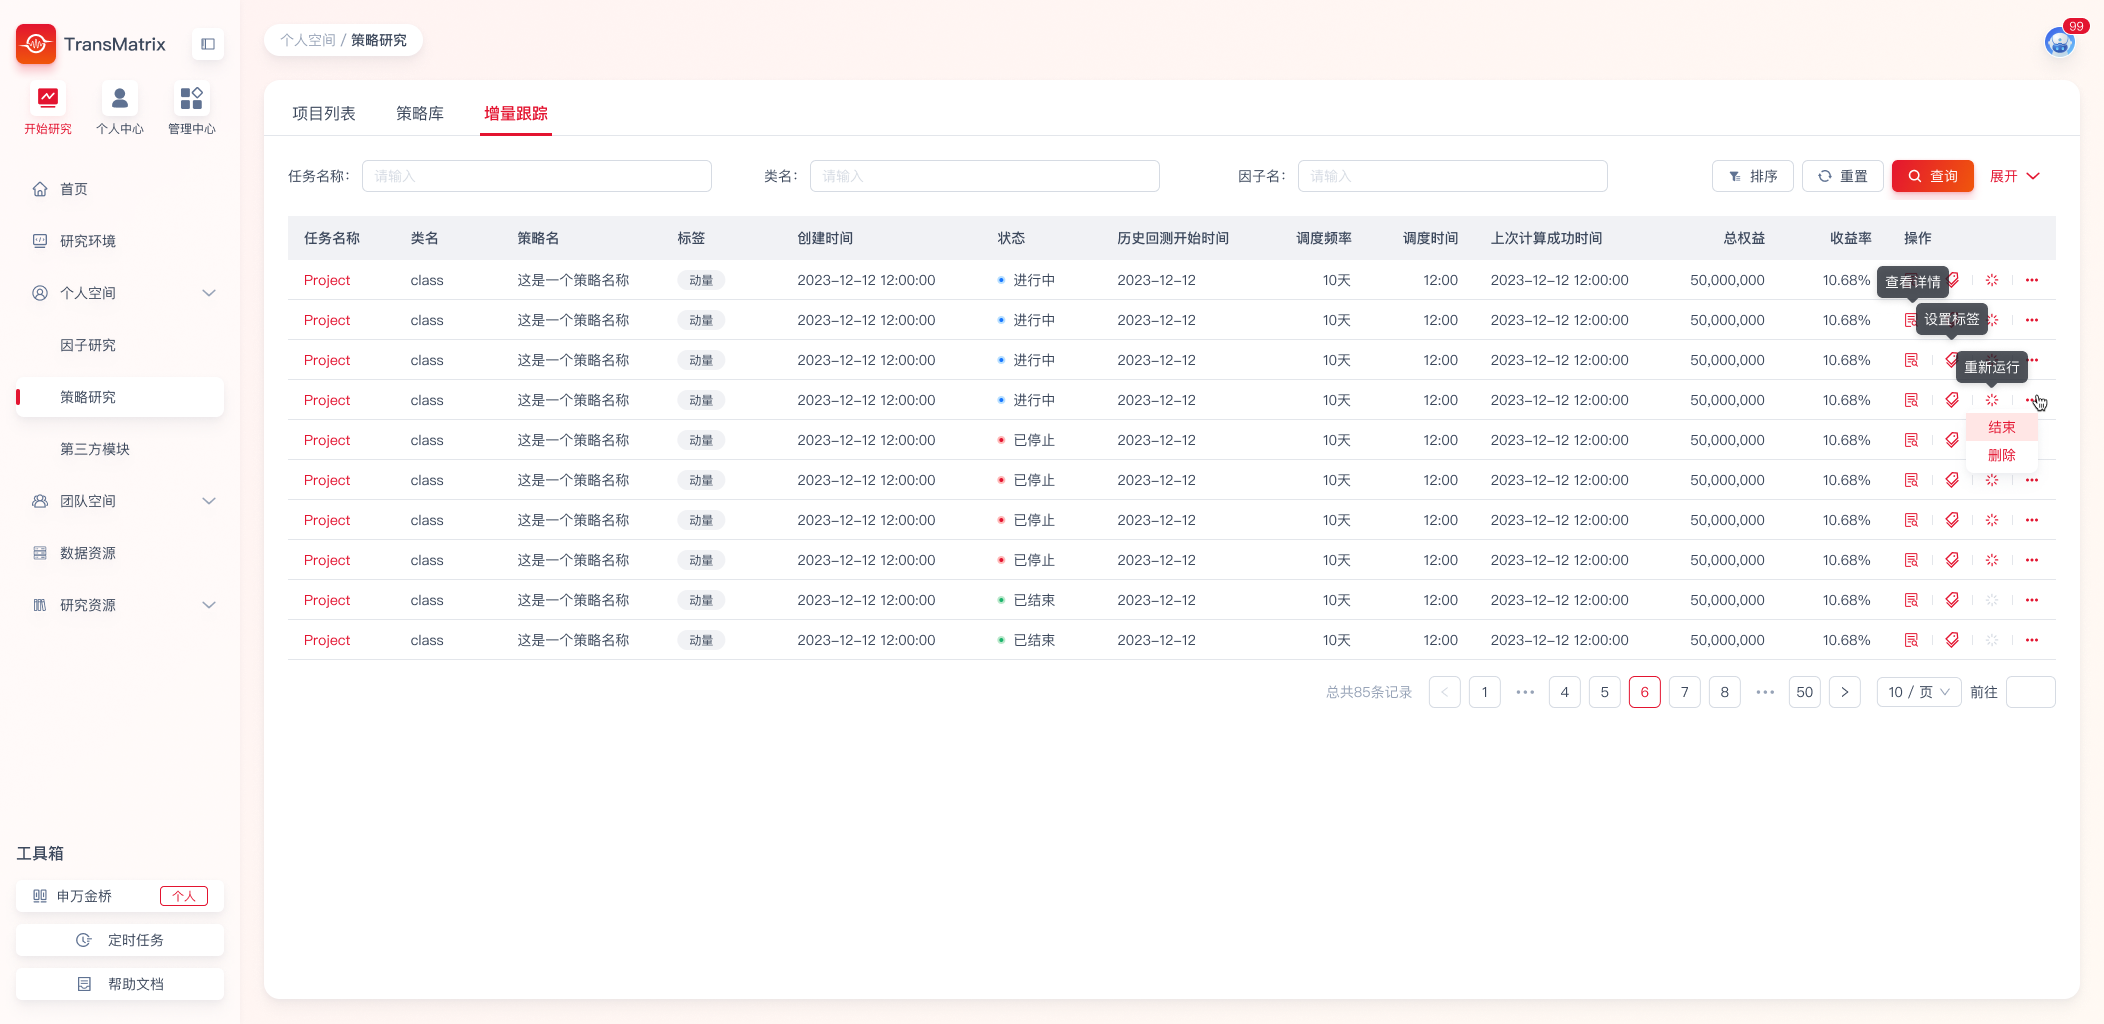 TransMatrix
开始研究 个人中心 管理中心
首页
研究环境
个人空间
因子研究
策略研究
第三方模块
团队空间
数据资源
研究资源
工具箱
申万金桥 个人
定时任务
帮助文档
个人空间 / 策略研究
99
项目列表 策略库 增量跟踪
任务名称: 请输入 类名: 请输入 因子名: 请输入 排序 重置 查询 展开
任务名称 类名 策略名 标签 创建时间 状态 历史回测开始时间 调度频率 调度时间 上次计算成功时间 总权益 收益率 操作
Project class 这是一个策略名称 动量 2023-12-12 12:00:00 进行中 2023-12-12 10天 12:00 2023-12-12 12:00:00 50,000,000 10.68%
查看详情
Project class 这是一个策略名称 动量 2023-12-12 12:00:00 进行中 2023-12-12 10天 12:00 2023-12-12 12:00:00 50,000,000 10.68%
设置标签
Project class 这是一个策略名称 动量 2023-12-12 12:00:00 进行中 2023-12-12 10天 12:00 2023-12-12 12:00:00 50,000,000 10.68%
重新运行
Project class 这是一个策略名称 动量 2023-12-12 12:00:00 进行中 2023-12-12 10天 12:00 2023-12-12 12:00:00 50,000,000 10.68%
结束
Project class 这是一个策略名称 动量 2023-12-12 12:00:00 已停止 2023-12-12 10天 12:00 2023-12-12 12:00:00 50,000,000 10.68%
删除
Project class 这是一个策略名称 动量 2023-12-12 12:00:00 已停止 2023-12-12 10天 12:00 2023-12-12 12:00:00 50,000,000 10.68%
Project class 这是一个策略名称 动量 2023-12-12 12:00:00 已停止 2023-12-12 10天 12:00 2023-12-12 12:00:00 50,000,000 10.68%
Project class 这是一个策略名称 动量 2023-12-12 12:00:00 已停止 2023-12-12 10天 12:00 2023-12-12 12:00:00 50,000,000 10.68%
Project class 这是一个策略名称 动量 2023-12-12 12:00:00 已结束 2023-12-12 10天 12:00 2023-12-12 12:00:00 50,000,000 10.68%
Project class 这是一个策略名称 动量 2023-12-12 12:00:00 已结束 2023-12-12 10天 12:00 2023-12-12 12:00:00 50,000,000 10.68%
总共85条记录 < 1 ••• 4 5 6 7 8 ••• 50 > 10 / 页 前往